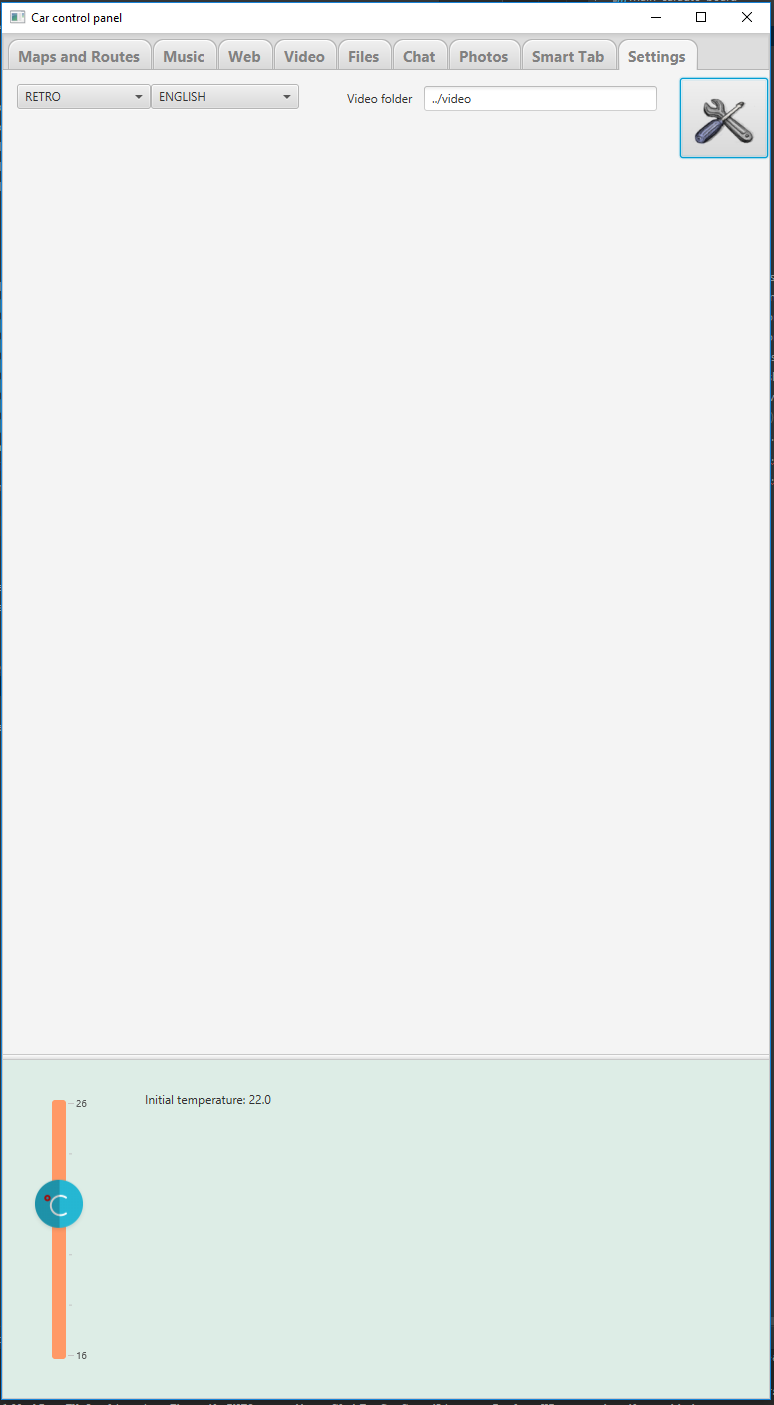 Car control panel
Maps and Routes Music Web Video Files Chat Photos Smart Tab Settings
RETRO ENGLISH Video folder ../video
Initial temperature: 22.0
26
°C
16